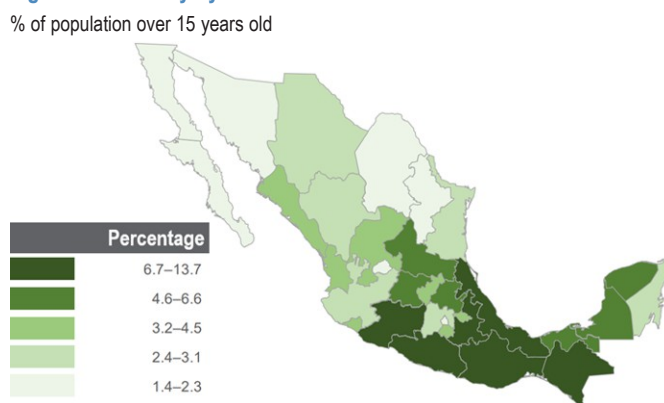 % of population over 15 years old
Percentage
6.7–13.7
4.6–6.6
3.2–4.5
2.4–3.1
1.4–2.3